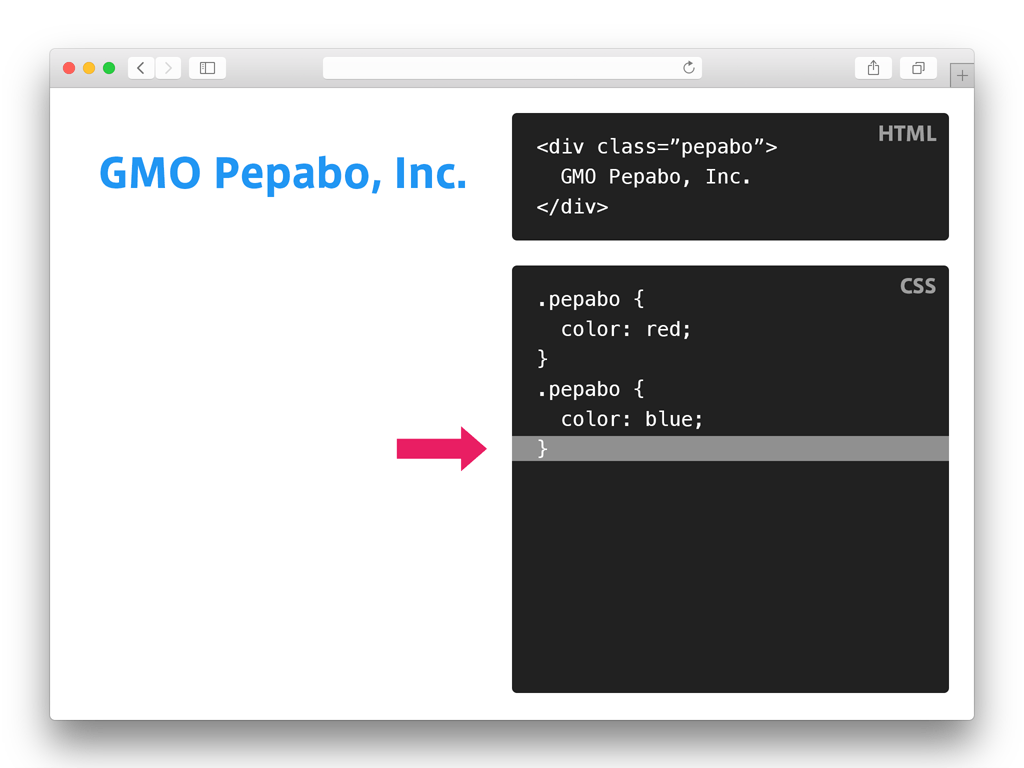 GMO Pepabo, Inc.
HTML
<div class=”pepabo”>
  GMO Pepabo, Inc.
</div>
CSS
.pepabo {
  color: red;
}
.pepabo {
  color: blue;
}